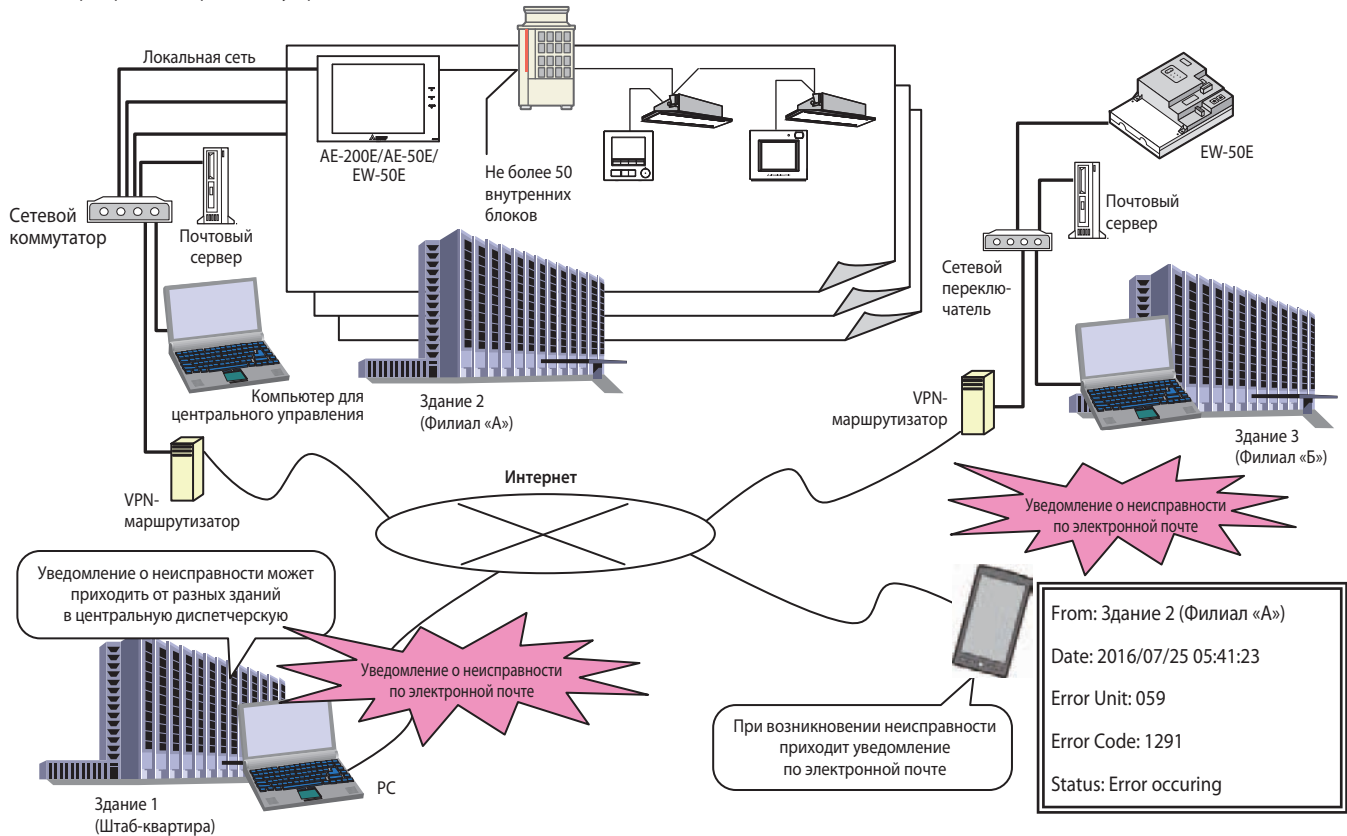 Локальная сеть
AE-200E/AE-50E/
EW-50E
Не более 50
внутренних
блоков
EW-50E
Сетевой
коммутатор
Почтовый
сервер
Почтовый
сервер
Сетевой
переклю-
чатель
Компьютер для
центрального управления
Здание 2
(Филиал «А»)
VPN-
маршрутизатор
Здание 3
(Филиал «Б»)
VPN-
маршрутизатор
Интернет
Уведомление о неисправности
по электронной почте
Уведомление о неисправности может
приходить от разных зданий
в центральную диспетчерскую
Уведомление о неисправности
по электронной почте
From: Здание 2 (Филиал «А»)
Date: 2016/07/25 05:41:23
Error Unit: 059
Error Code: 1291
Status: Error occuring
При возникновении неисправности
приходит уведомление
по электронной почте
PC
Здание 1
(Штаб-квартира)